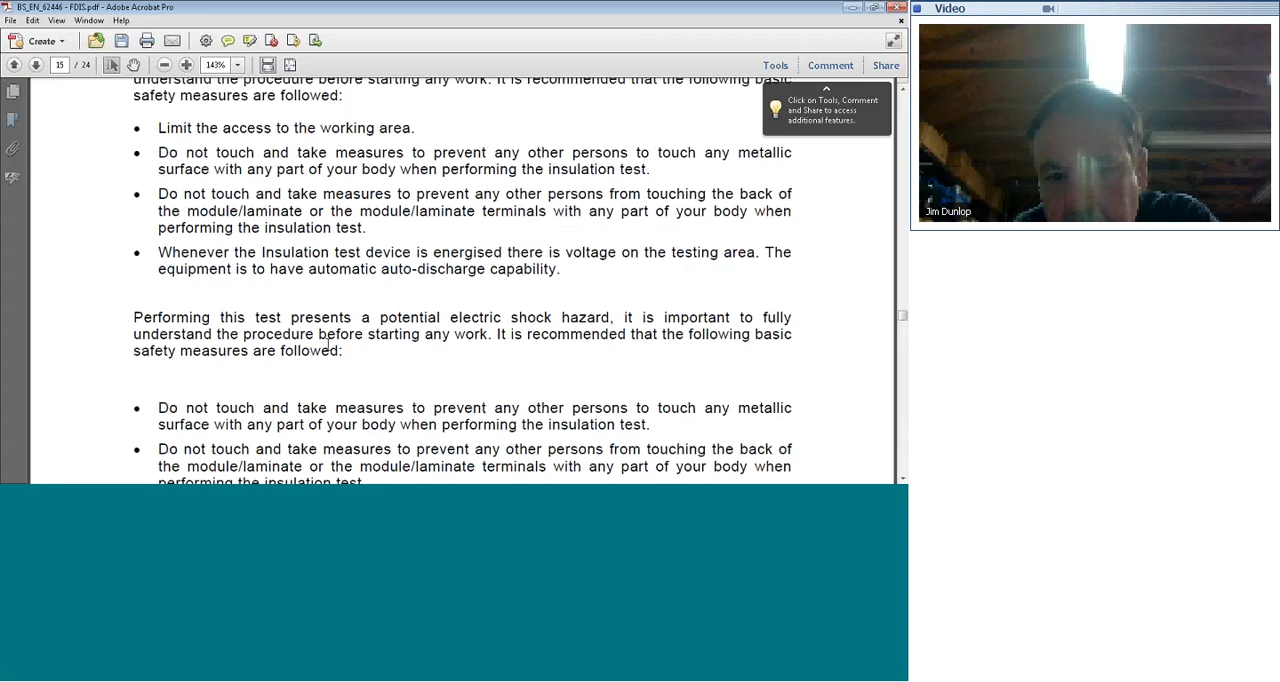 BS_EN_62446 - FDIS.pdf - Adobe Acrobat Pro
File Edit View Window Help
Create
15 / 24 143% Tools Comment Share
understand the procedure before starting any work. It is recommended that the following basic
safety measures are followed:
Click on Tools, Comment
and Share to access
additional features.
• Limit the access to the working area.
• Do not touch and take measures to prevent any other persons to touch any metallic
surface with any part of your body when performing the insulation test.
• Do not touch and take measures to prevent any other persons from touching the back of
the module/laminate or the module/laminate terminals with any part of your body when
performing the insulation test.
• Whenever the Insulation test device is energised there is voltage on the testing area. The
equipment is to have automatic auto-discharge capability.
Performing this test presents a potential electric shock hazard, it is important to fully
understand the procedure before starting any work. It is recommended that the following basic
safety measures are followed:
• Do not touch and take measures to prevent any other persons to touch any metallic
surface with any part of your body when performing the insulation test.
• Do not touch and take measures to prevent any other persons from touching the back of
the module/laminate or the module/laminate terminals with any part of your body when
performing the insulation test.
Video
Jim Dunlop